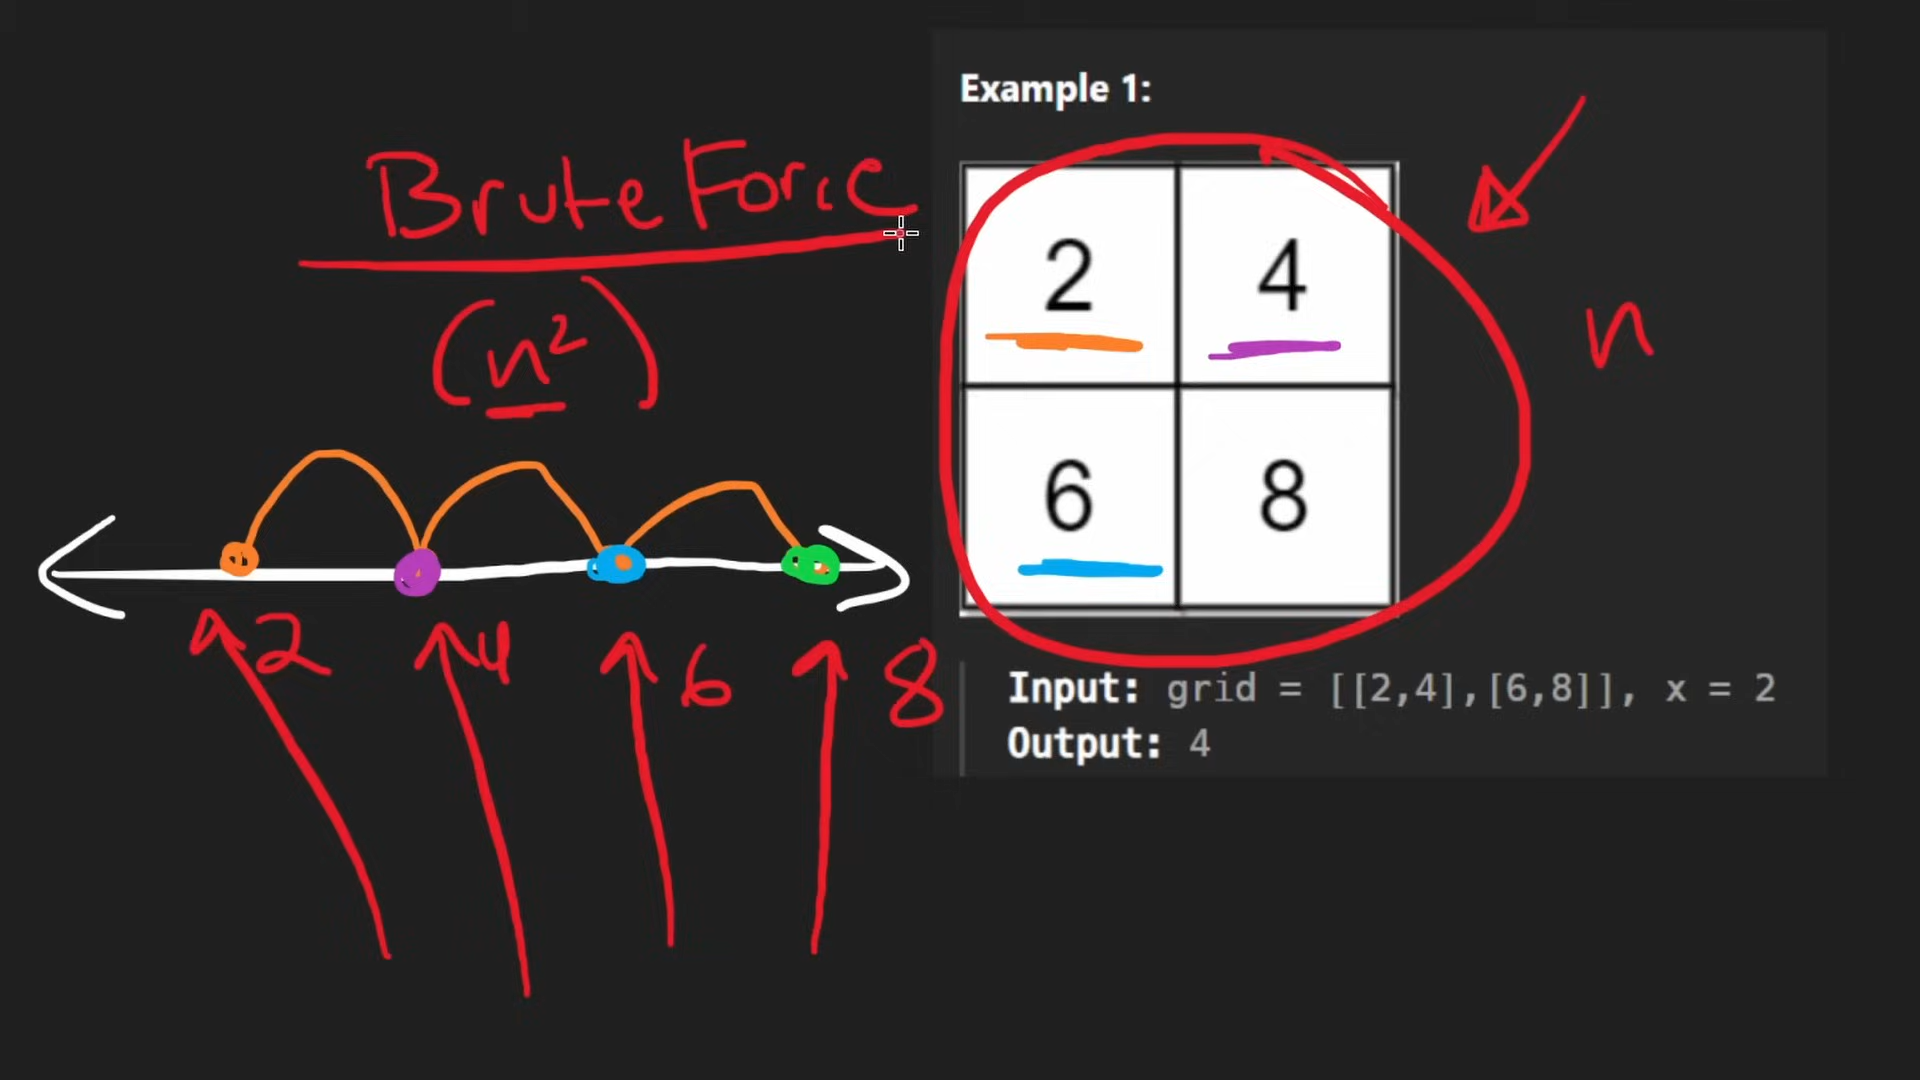 Brute Force
(n²)
2 4 6 8
Example 1:
2 4
6 8
n
Input: grid = [[2,4],[6,8]], x = 2
Output: 4